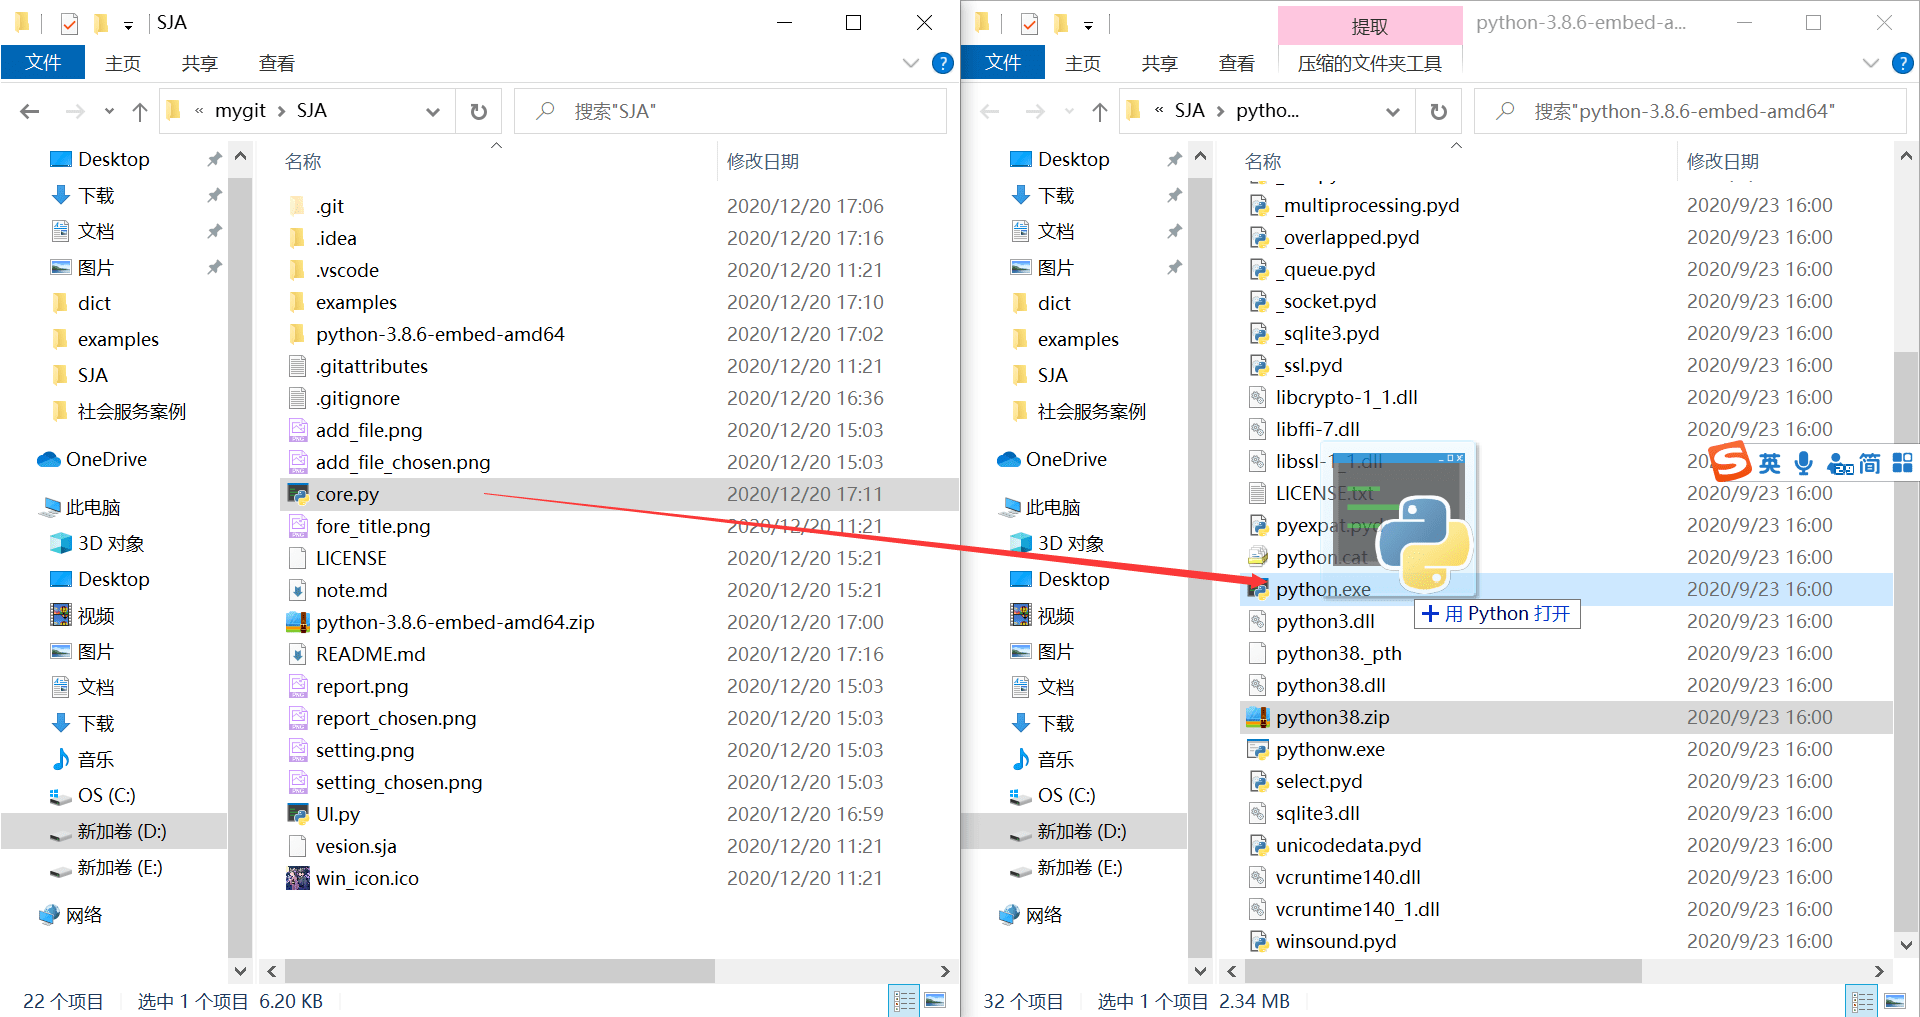 SJA
文件 主页 共享 查看
« mygit › SJA
搜索"SJA"
Desktop
下载
文档
图片
dict
examples
SJA
社会服务案例
OneDrive
此电脑
3D 对象
Desktop
视频
图片
文档
下载
音乐
OS (C:)
新加卷 (D:)
新加卷 (E:)
网络
名称 修改日期
.git 2020/12/20 17:06
.idea 2020/12/20 17:16
.vscode 2020/12/20 11:21
examples 2020/12/20 17:10
python-3.8.6-embed-amd64 2020/12/20 17:02
.gitattributes 2020/12/20 11:21
.gitignore 2020/12/20 16:36
add_file.png 2020/12/20 15:03
add_file_chosen.png 2020/12/20 15:03
core.py 2020/12/20 17:11
fore_title.png 2020/12/20 11:21
LICENSE 2020/12/20 15:21
note.md 2020/12/20 15:21
python-3.8.6-embed-amd64.zip 2020/12/20 17:00
README.md 2020/12/20 17:16
report.png 2020/12/20 15:03
report_chosen.png 2020/12/20 15:03
setting.png 2020/12/20 15:03
setting_chosen.png 2020/12/20 15:03
UI.py 2020/12/20 16:59
vesion.sja 2020/12/20 11:21
win_icon.ico 2020/12/20 11:21
22 个项目 选中 1 个项目 6.20 KB
提取 python-3.8.6-embed-a...
文件 主页 共享 查看 压缩的文件夹工具
« SJA › pytho...
搜索"python-3.8.6-embed-amd64"
Desktop
下载
文档
图片
dict
examples
SJA
社会服务案例
OneDrive
此电脑
3D 对象
Desktop
视频
图片
文档
下载
音乐
OS (C:)
新加卷 (D:)
新加卷 (E:)
网络
名称 修改日期
_multiprocessing.pyd 2020/9/23 16:00
_overlapped.pyd 2020/9/23 16:00
_queue.pyd 2020/9/23 16:00
_socket.pyd 2020/9/23 16:00
_sqlite3.pyd 2020/9/23 16:00
_ssl.pyd 2020/9/23 16:00
libcrypto-1_1.dll 2020/9/23 16:00
libffi-7.dll 2020/9/23 16:00
libssl-1_1.dll 20
英 简
LICENSE.txt 2020/9/23 16:00
pyexpat.pyd 2020/9/23 16:00
python.cat 2020/9/23 16:00
python.exe 2020/9/23 16:00
用 Python 打开
python3.dll 2020/9/23 16:00
python38._pth 2020/9/23 16:00
python38.dll 2020/9/23 16:00
python38.zip 2020/9/23 16:00
pythonw.exe 2020/9/23 16:00
select.pyd 2020/9/23 16:00
sqlite3.dll 2020/9/23 16:00
unicodedata.pyd 2020/9/23 16:00
vcruntime140.dll 2020/9/23 16:00
vcruntime140_1.dll 2020/9/23 16:00
winsound.pyd 2020/9/23 16:00
32 个项目 选中 1 个项目 2.34 MB